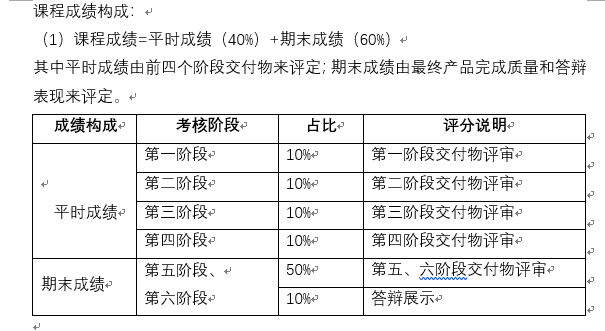 课程成绩构成:
（1）课程成绩=平时成绩（40%）+期末成绩（60%）
其中平时成绩由前四个阶段交付物来评定;期末成绩由最终产品完成质量和答辩
表现来评定。
成绩构成 考核阶段 占比 评分说明
平时成绩 第一阶段 10% 第一阶段交付物评审
第二阶段 10% 第二阶段交付物评审
第三阶段 10% 第三阶段交付物评审
第四阶段 10% 第四阶段交付物评审
期末成绩 第五阶段、 50% 第五、六阶段交付物评审
第六阶段 10% 答辩展示